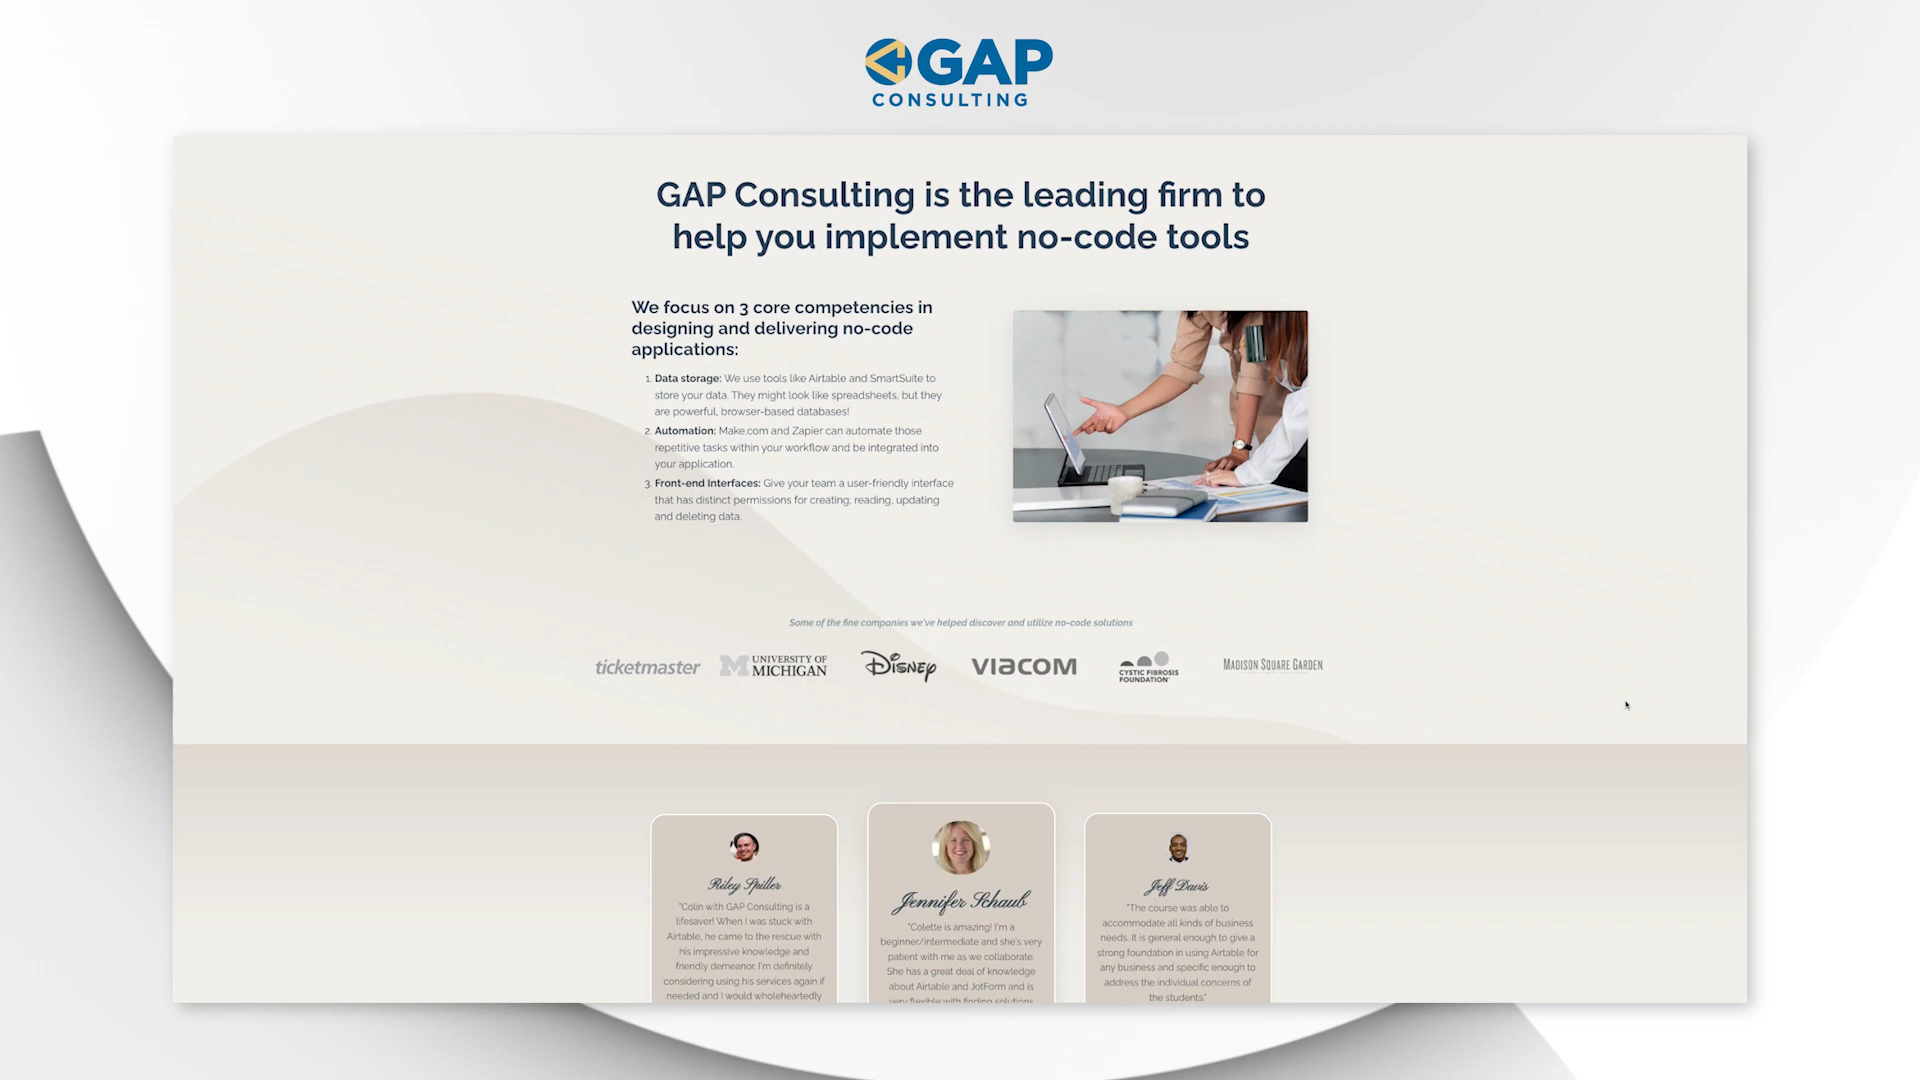 GAP
CONSULTING
GAP Consulting is the leading firm to
help you implement no-code tools
We focus on 3 core competencies in
designing and delivering no-code
applications:
1. Data storage: We use tools like Airtable and SmartSuite to
store your data. They might look like spreadsheets, but they
are powerful, browser-based databases!
2. Automation: Make.com and Zapier can automate those
repetitive tasks within your workflow and be integrated into
your application.
3. Front-end Interfaces: Give your team a user-friendly interface
that has distinct permissions for creating, reading, updating
and deleting data.
Some of the fine companies we've helped discover and utilize no-code solutions
ticketmaster
M UNIVERSITY OF
MICHIGAN
Disney
VIACOM
CYSTIC FIBROSIS
FOUNDATION
MADISON SQUARE GARDEN
Riley Spiller
"Colin with GAP Consulting is a
lifesaver! When I was stuck with
Airtable, he came to the rescue with
his impressive knowledge and
friendly demeanor. I'm definitely
considering using his services again if
needed and I would wholeheartedly
Jennifer Schaub
"Colette is amazing! I'm a
beginner/intermediate and she's very
patient with me as we collaborate.
She has a great deal of knowledge
about Airtable and JotForm and is
very flexible with finding solutions
Jeff Davis
"The course was able to
accommodate all kinds of business
needs. It is general enough to give a
strong foundation in using Airtable for
any business and specific enough to
address the individual concerns of
the students."